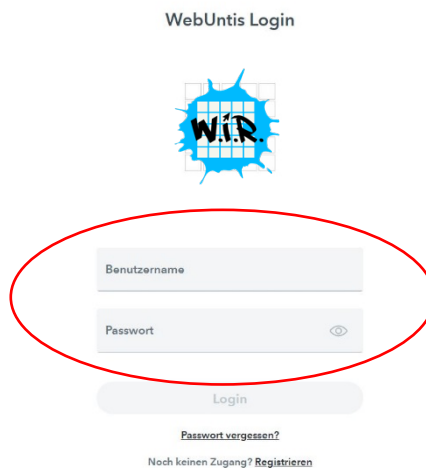 WebUntis Login
W.i.R.
Benutzername
Passwort
Login
Passwort vergessen?
Noch keinen Zugang? Registrieren